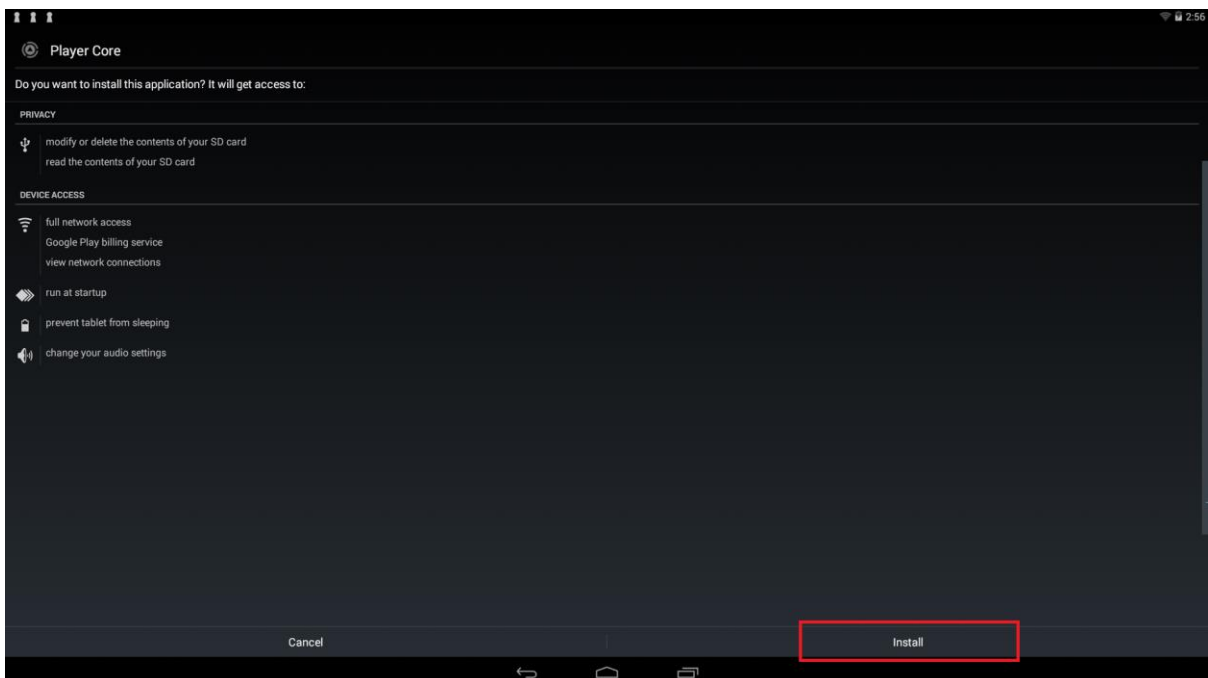 2:56
Player Core
Do you want to install this application? It will get access to:
PRIVACY
modify or delete the contents of your SD card
read the contents of your SD card
DEVICE ACCESS
full network access
Google Play billing service
view network connections
run at startup
prevent tablet from sleeping
change your audio settings
Cancel
Install